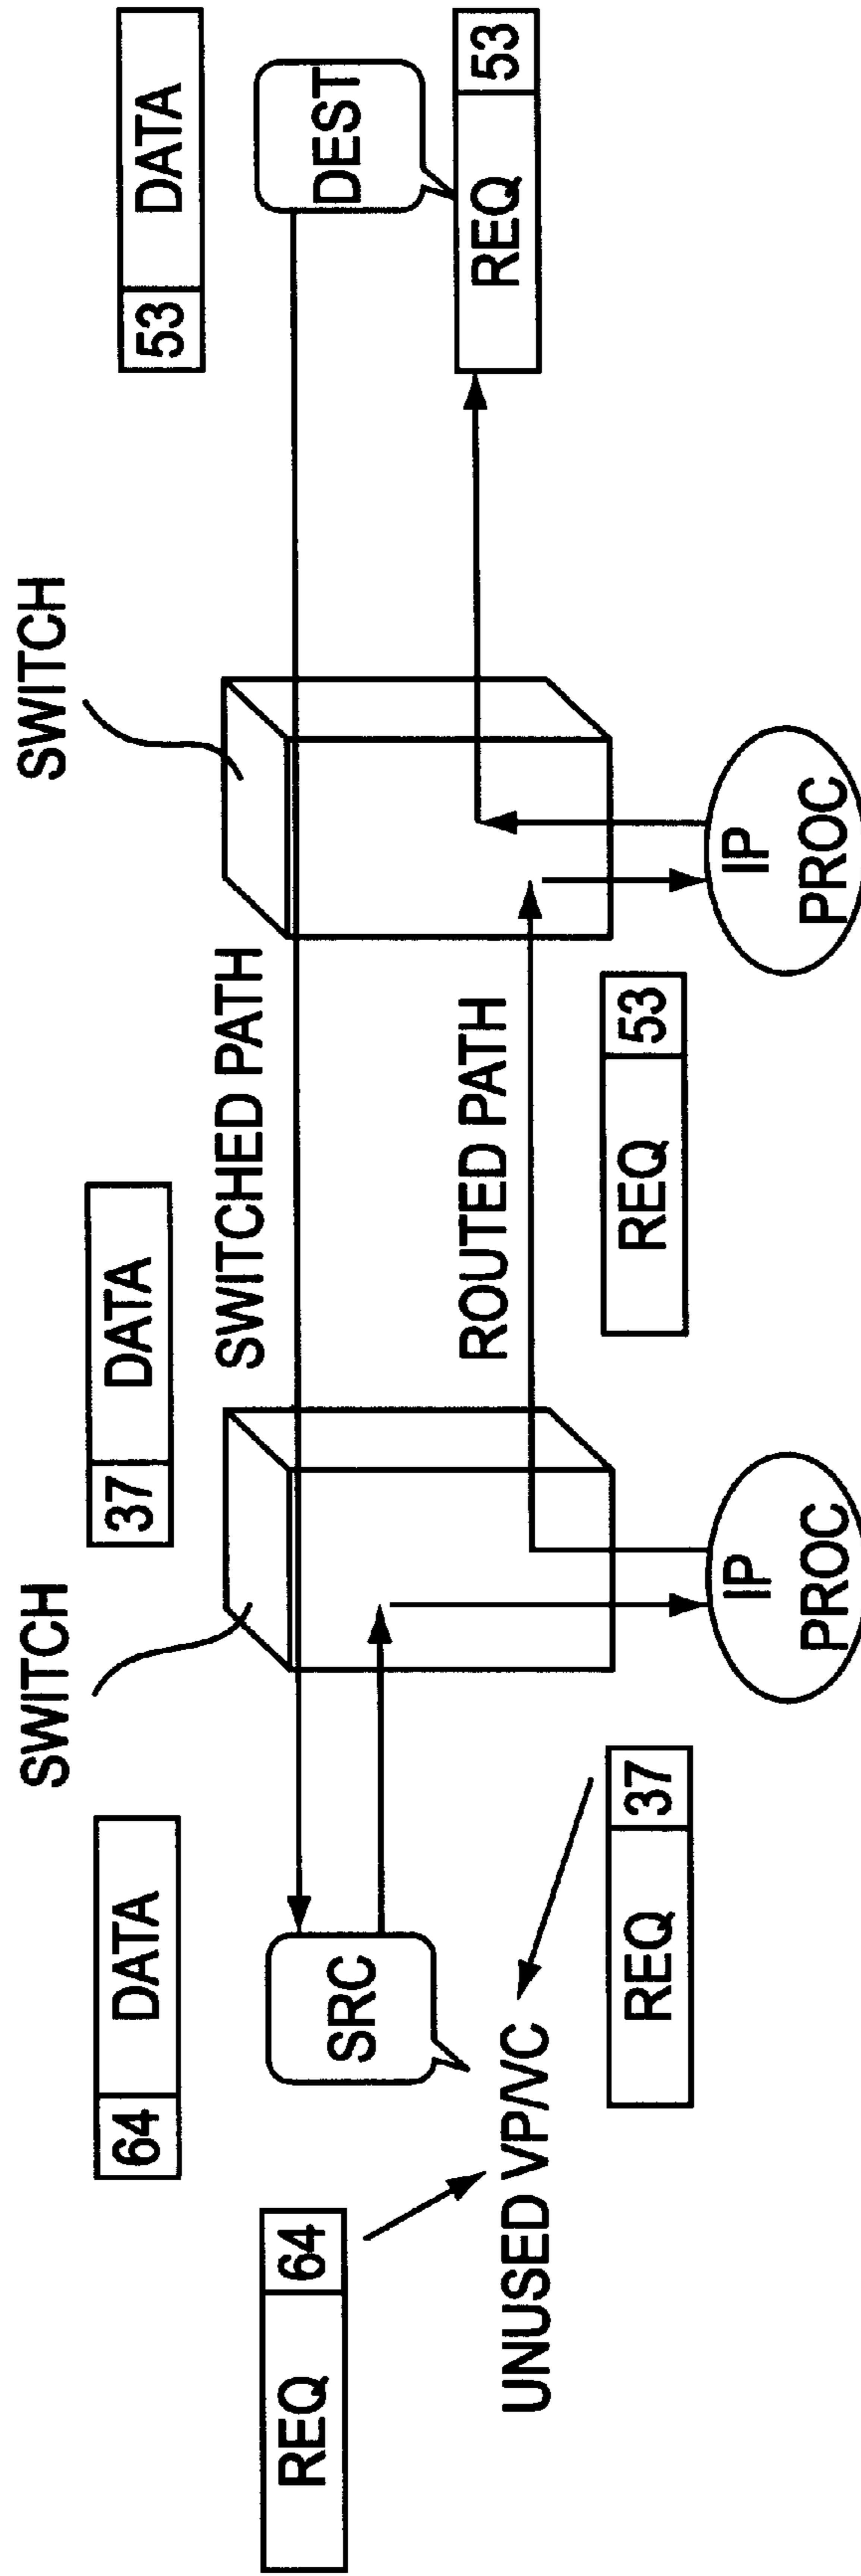 SWITCH
SWITCH
64 DATA
37 DATA
53 DATA
REQ 64
SWITCHED PATH
SRC
DEST
UNUSED VP/VC
ROUTED PATH
REQ 53
REQ 37
REQ 53
IP
PROC
IP
PROC